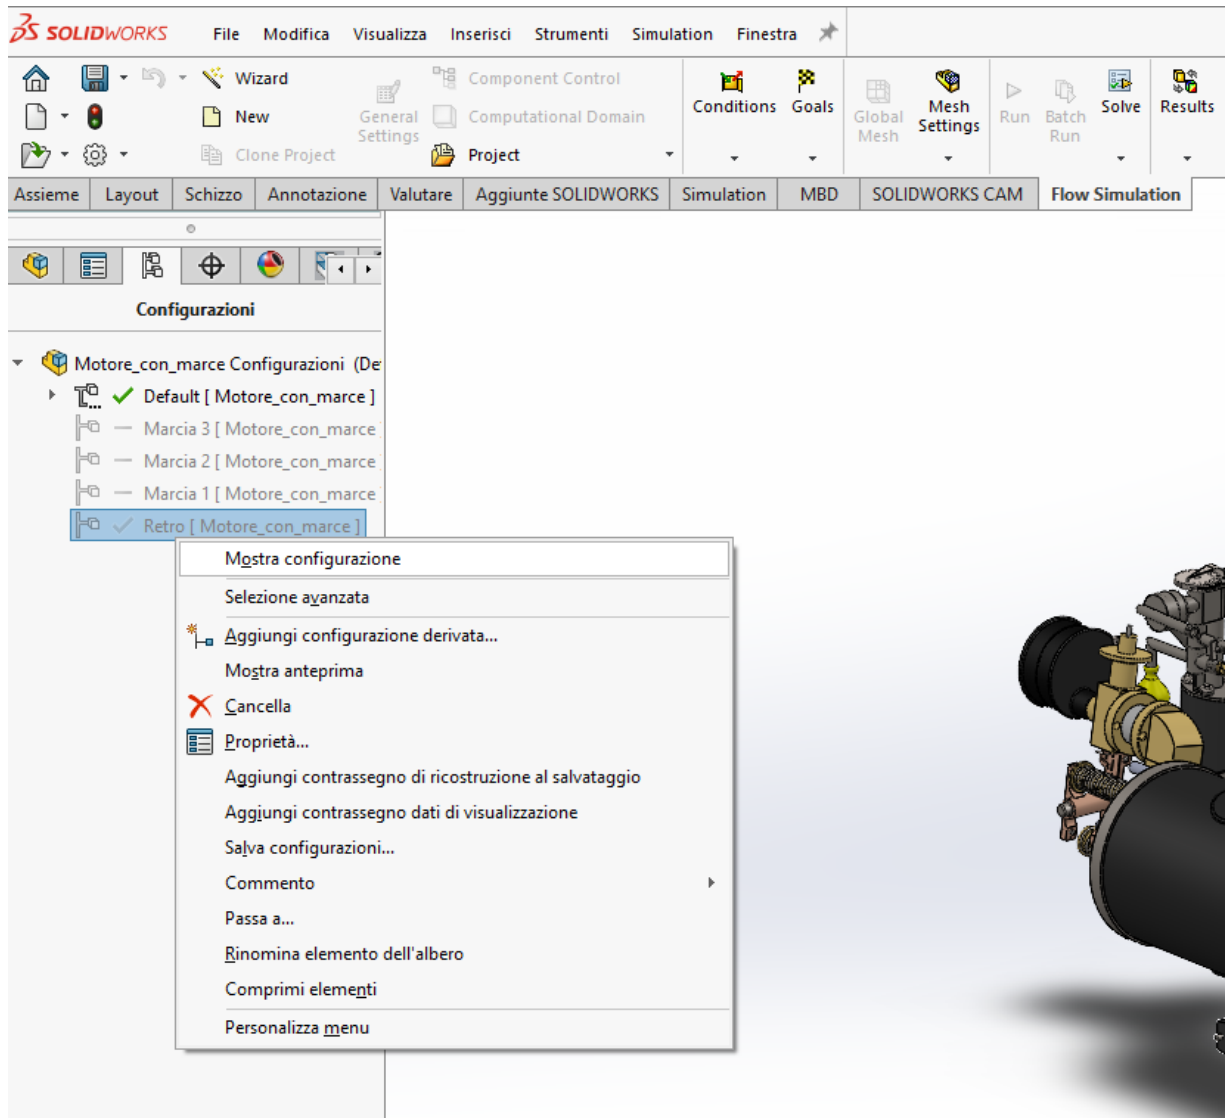 SOLIDWORKS File Modifica Visualizza Inserisci Strumenti Simulation Finestra
Wizard
New
Clone Project
General Settings
Component Control
Computational Domain
Project
Conditions
Goals
Global Mesh
Mesh Settings
Run
Batch Run
Solve
Results
Assieme Layout Schizzo Annotazione Valutare Aggiunte SOLIDWORKS Simulation MBD SOLIDWORKS CAM Flow Simulation
Configurazioni
Motore_con_marce Configurazioni (De
Default [ Motore_con_marce ]
Marcia 3 [ Motore_con_marce
Marcia 2 [ Motore_con_marce
Marcia 1 [ Motore_con_marce
Retro [ Motore_con_marce ]
Mostra configurazione
Selezione avanzata
Aggiungi configurazione derivata...
Mostra anteprima
Cancella
Proprietà...
Aggiungi contrassegno di ricostruzione al salvataggio
Aggiungi contrassegno dati di visualizzazione
Salva configurazioni...
Commento
Passa a...
Rinomina elemento dell'albero
Comprimi elementi
Personalizza menu